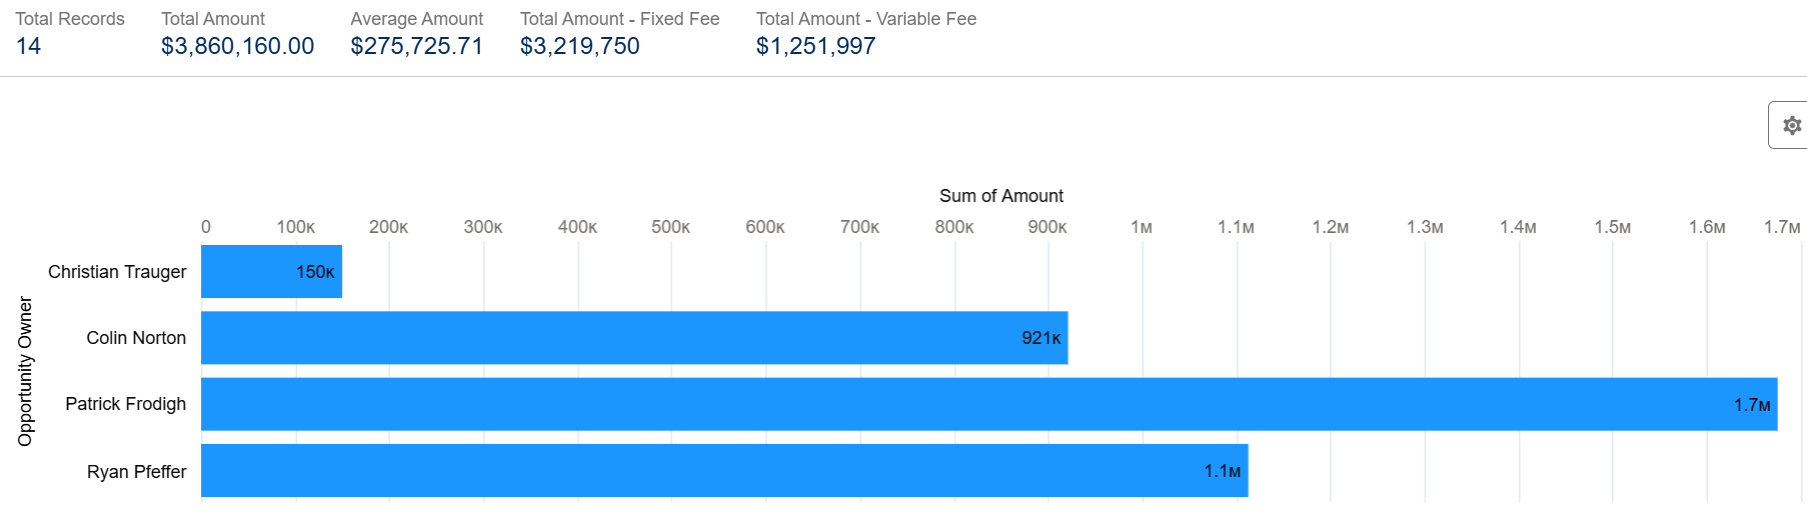 Total Records
14
Total Amount
$3,860,160.00
Average Amount
$275,725.71
Total Amount - Fixed Fee
$3,219,750
Total Amount - Variable Fee
$1,251,997
Sum of Amount
0 100K 200K 300K 400K 500K 600K 700K 800K 900K 1M 1.1M 1.2M 1.3M 1.4M 1.5M 1.6M 1.7M
Opportunity Owner
Christian Trauger 150K
Colin Norton 921K
Patrick Frodigh 1.7M
Ryan Pfeffer 1.1M